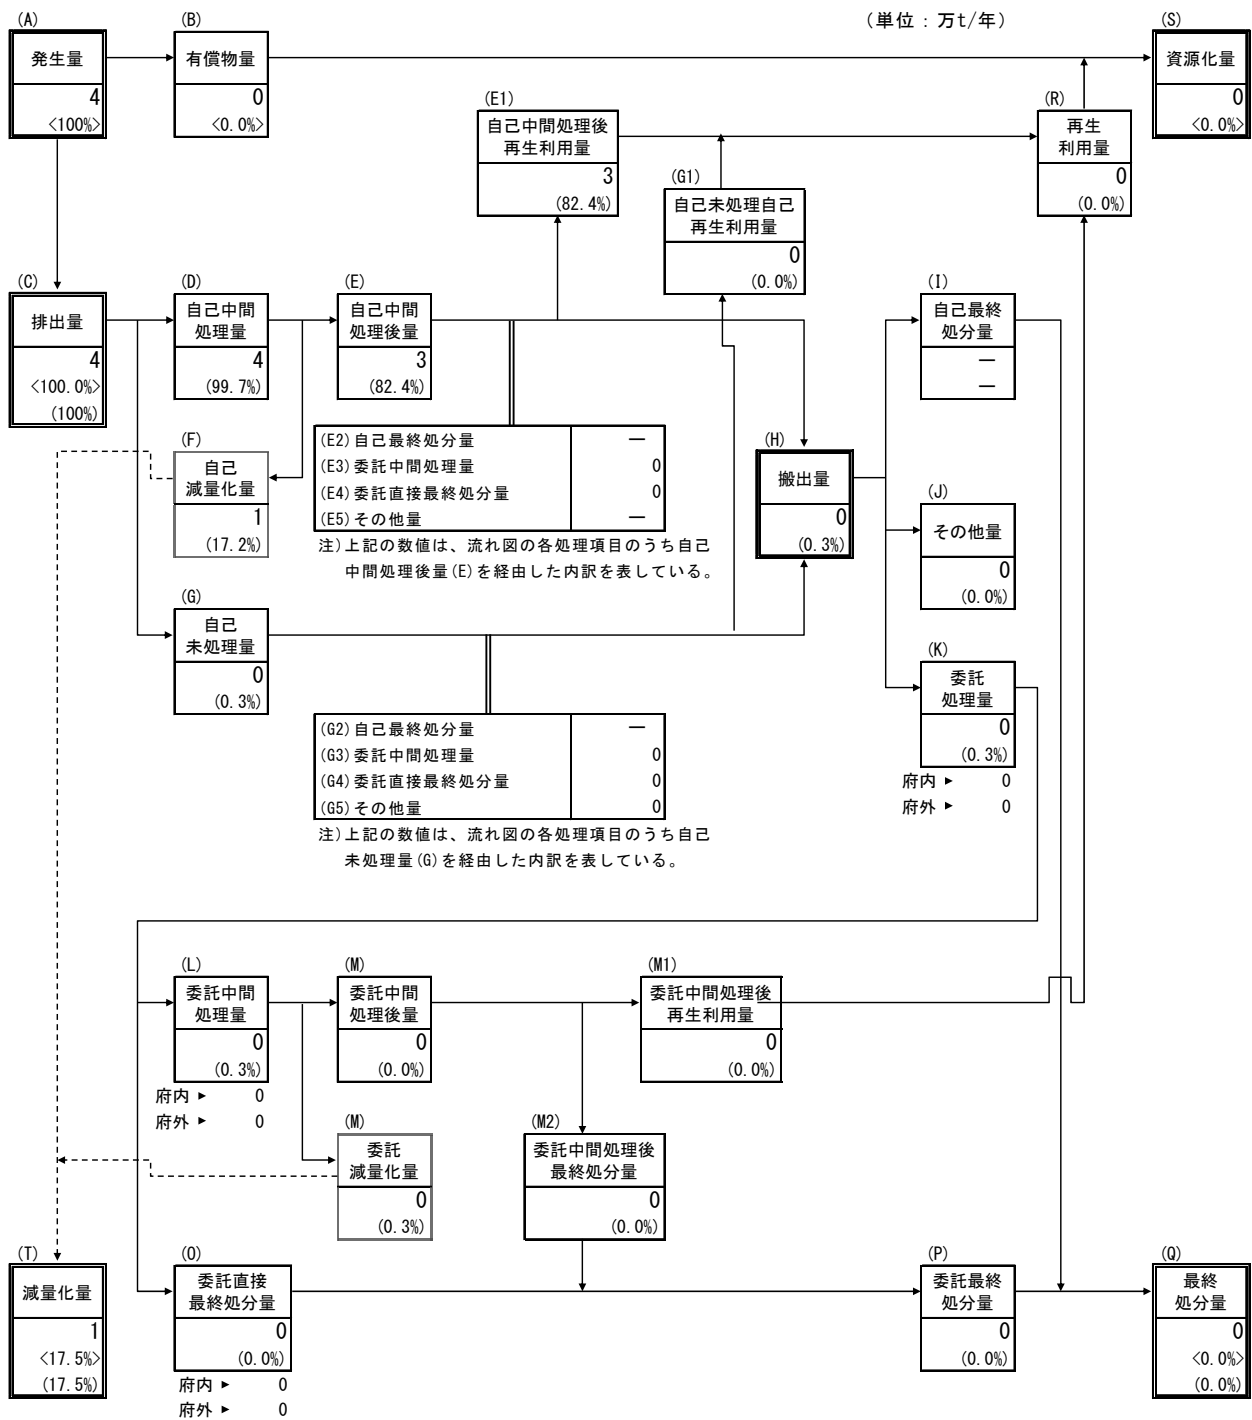 (単位：万t/年)
(A)
発生量
4
<100%>
(B)
有償物量
0
<0.0%>
(S)
資源化量
0
<0.0%>
(E1)
自己中間処理後
再生利用量
3
(82.4%)
(R)
再生
利用量
0
(0.0%)
(G1)
自己未処理自己
再生利用量
0
(0.0%)
(C)
排出量
4
<100.0%>
(100%)
(D)
自己中間
処理量
4
(99.7%)
(E)
自己中間
処理後量
3
(82.4%)
(I)
自己最終
処分量
―
―
(F)
自己
減量化量
1
(17.2%)
(E2)自己最終処分量 ―
(E3)委託中間処理量 0
(E4)委託直接最終処分量 0
(E5)その他量 ―
注)上記の数値は、流れ図の各処理項目のうち自己
中間処理後量(E)を経由した内訳を表している。
(H)
搬出量
0
(0.3%)
(J)
その他量
0
(0.0%)
(G)
自己
未処理量
0
(0.3%)
(K)
委託
処理量
0
(0.3%)
府内 ► 0
府外 ► 0
(G2)自己最終処分量 ―
(G3)委託中間処理量 0
(G4)委託直接最終処分量 0
(G5)その他量 0
注)上記の数値は、流れ図の各処理項目のうち自己
未処理量(G)を経由した内訳を表している。
(L)
委託中間
処理量
0
(0.3%)
府内 ► 0
府外 ► 0
(M)
委託中間
処理後量
0
(0.0%)
(M1)
委託中間処理後
再生利用量
0
(0.0%)
(M)
委託
減量化量
0
(0.3%)
(M2)
委託中間処理後
最終処分量
0
(0.0%)
(T)
減量化量
1
<17.5%>
(17.5%)
(O)
委託直接
最終処分量
0
(0.0%)
府内 ► 0
府外 ► 0
(P)
委託最終
処分量
0
(0.0%)
(Q)
最終
処分量
0
<0.0%>
(0.0%)